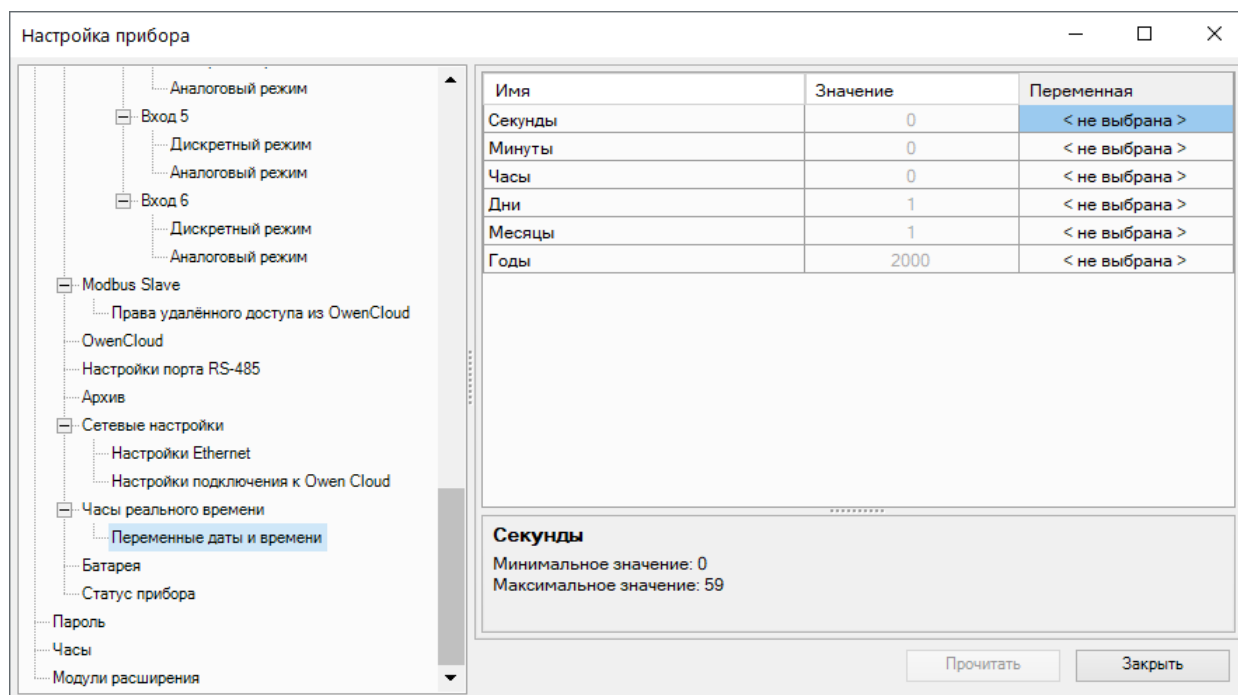 Настройка прибора
Аналоговый режим
Вход 5
Дискретный режим
Аналоговый режим
Вход 6
Дискретный режим
Аналоговый режим
Modbus Slave
Права удалённого доступа из OwenCloud
OwenCloud
Настройки порта RS-485
Архив
Сетевые настройки
Настройки Ethernet
Настройки подключения к Owen Cloud
Часы реального времени
Переменные даты и времени
Батарея
Статус прибора
Пароль
Часы
Модули расширения
Имя Значение Переменная
Секунды 0 < не выбрана >
Минуты 0 < не выбрана >
Часы 0 < не выбрана >
Дни 1 < не выбрана >
Месяцы 1 < не выбрана >
Годы 2000 < не выбрана >
Секунды
Минимальное значение: 0
Максимальное значение: 59
Прочитать Закрыть